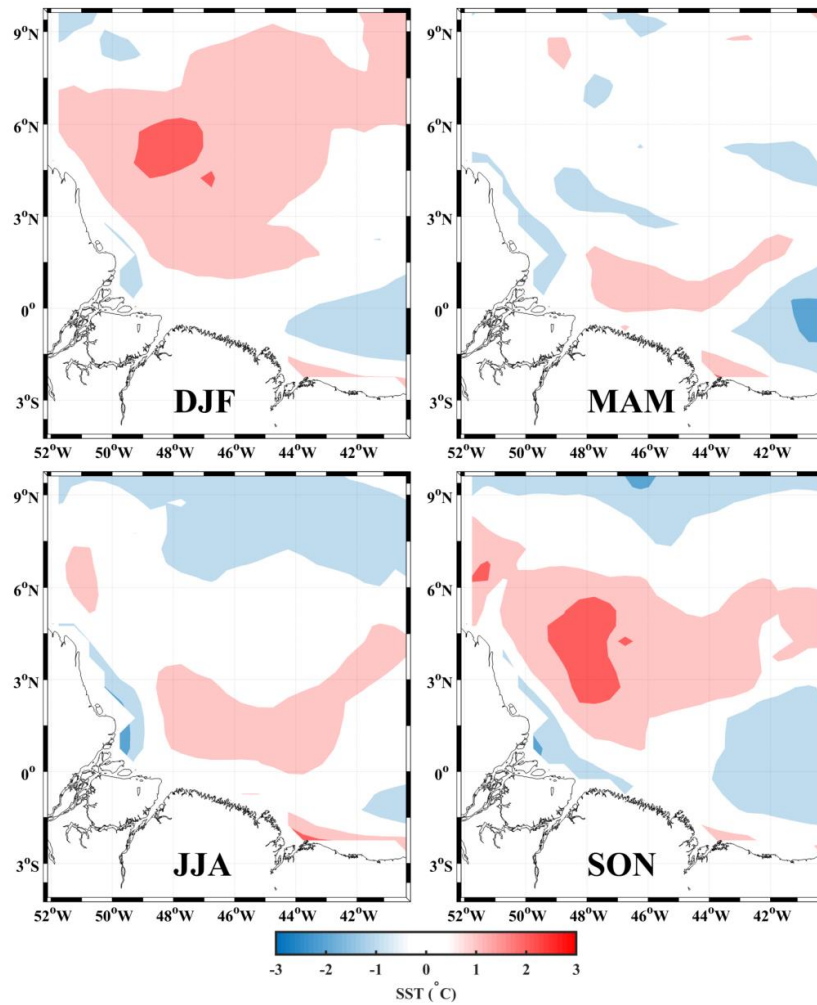 9°N 9°N
6°N 6°N
3°N 3°N
0° 0°
3°S DJF 3°S MAM
52°W 50°W 48°W 46°W 44°W 42°W 52°W 50°W 48°W 46°W 44°W 42°W
9°N 9°N
6°N 6°N
3°N 3°N
0° 0°
3°S JJA 3°S SON
52°W 50°W 48°W 46°W 44°W 42°W 52°W 50°W 48°W 46°W 44°W 42°W
-3 -2 -1 0 1 2 3
SST (°C)